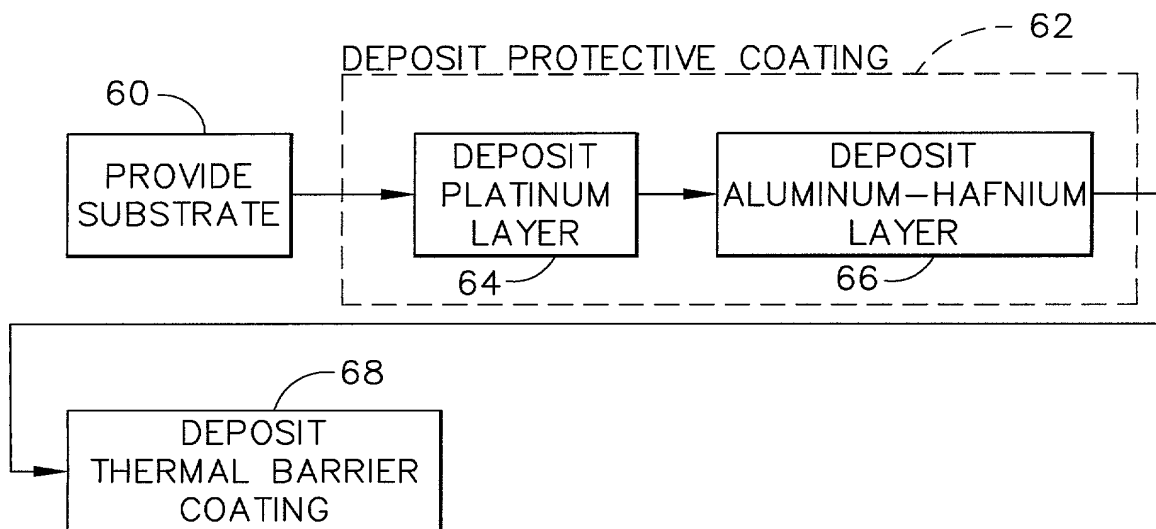 62
DEPOSIT PROTECTIVE COATING
60
PROVIDE
SUBSTRATE
DEPOSIT
PLATINUM
LAYER
64
DEPOSIT
ALUMINUM-HAFNIUM
LAYER
66
68
DEPOSIT
THERMAL BARRIER
COATING